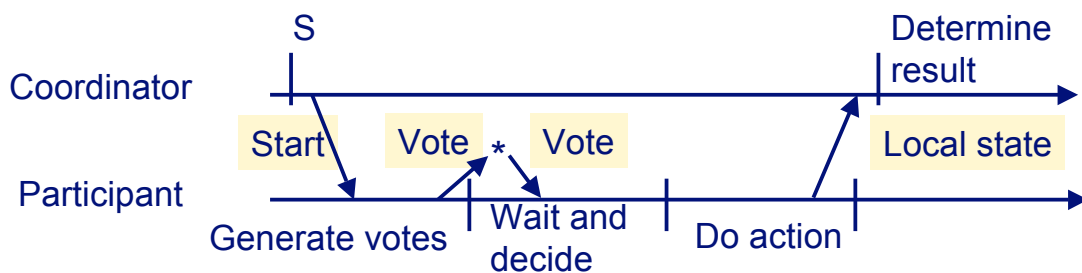 S
Determine
result
Coordinator
Start
Vote
*
Vote
Local state
Participant
Generate votes
Wait and
decide
Do action